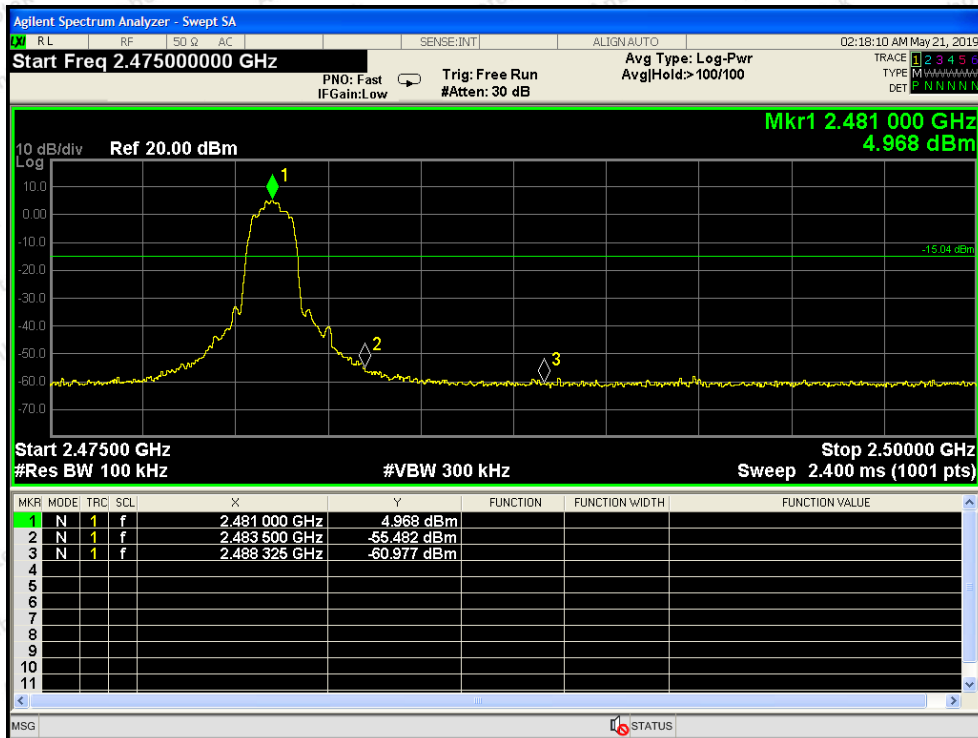 Agilent Spectrum Analyzer - Swept SA
LXI RL RF 50 Ω AC SENSE:INT ALIGN AUTO 02:18:10 AM May 21, 2019
Start Freq 2.475000000 GHz Avg Type: Log-Pwr TRACE 1 2 3 4 5 6
PNO: Fast Trig: Free Run Avg|Hold:> 100/100 TYPE M WWWWW
IFGain:Low #Atten: 30 dB DET P N N N N N
Mkr1 2.481 000 GHz
10 dB/div Ref 20.00 dBm 4.968 dBm
Log
1
10.0
0.00
-10.0
-15.04 dBm
-20.0
-30.0
-40.0
2
-50.0
3
-60.0
-70.0
Start 2.47500 GHz Stop 2.50000 GHz
#Res BW 100 kHz #VBW 300 kHz Sweep 2.400 ms (1001 pts)
MKR MODE TRC SCL X Y FUNCTION FUNCTION WIDTH FUNCTION VALUE
1 N 1 f 2.481 000 GHz 4.968 dBm
2 N 1 f 2.483 500 GHz -55.482 dBm
3 N 1 f 2.488 325 GHz -60.977 dBm
4
5
6
7
8
9
10
11
MSG STATUS